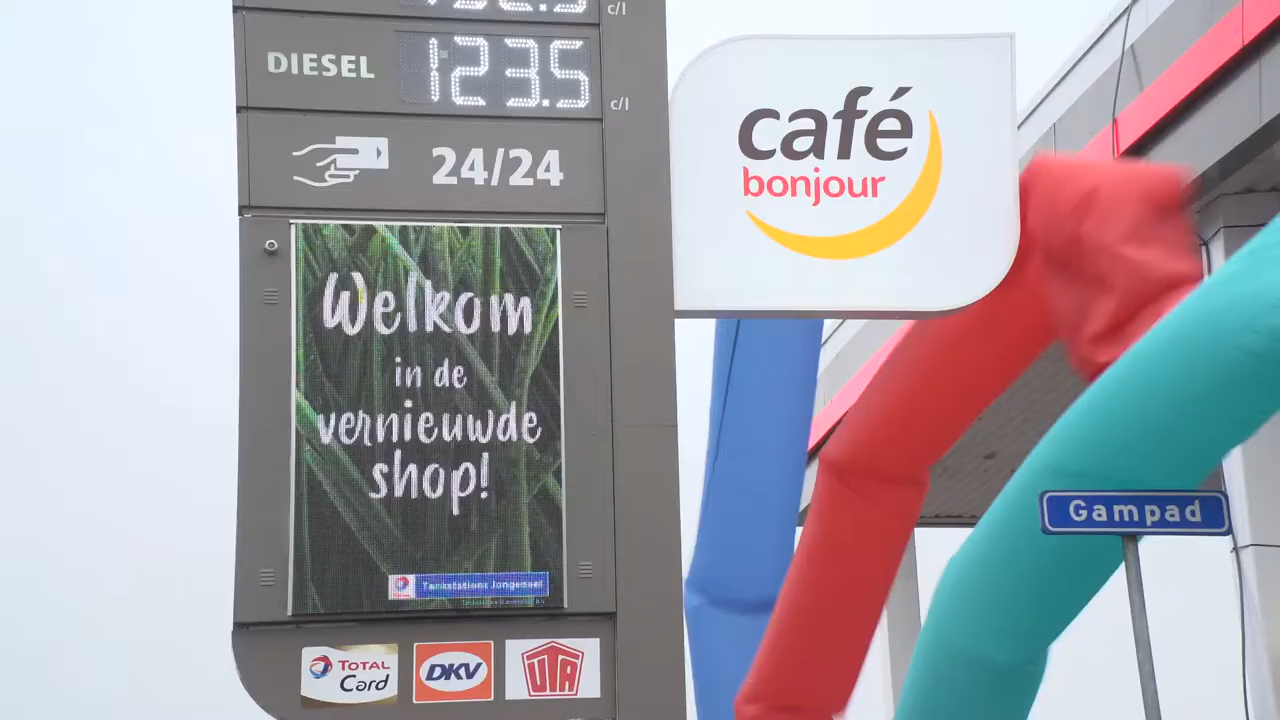 c/l
DIESEL 123.5 c/l
24/24
café
bonjour
Welkom
in de
vernieuwde
shop!
Gampad
Tankstations Jongeneel
TOTAL
Card
DKV
UTA